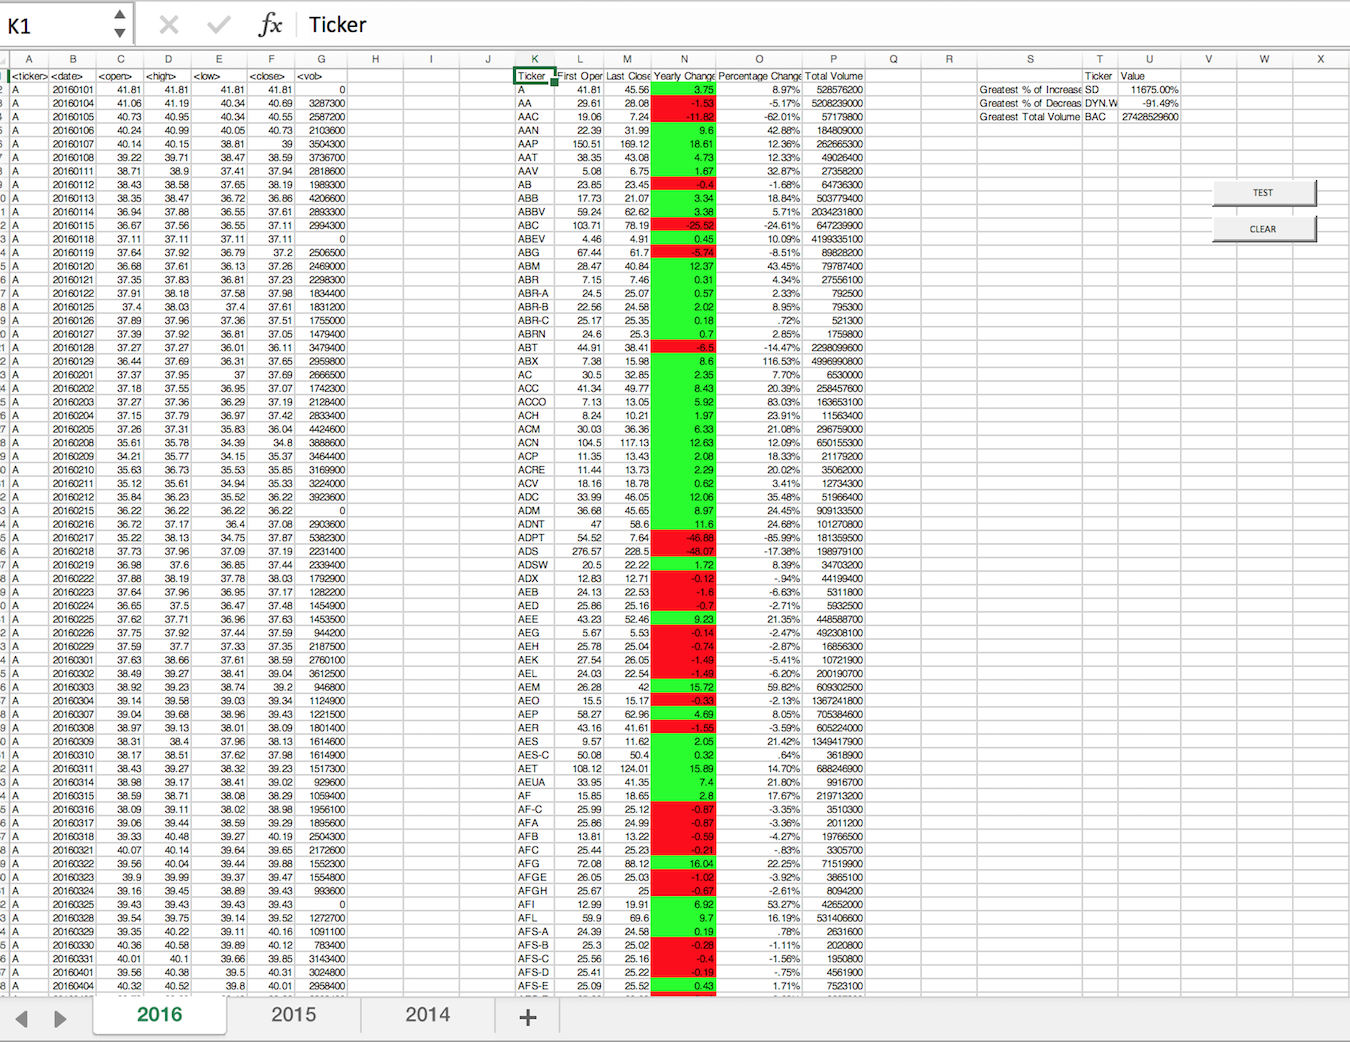 K1 fx Ticker
A B C D E F G H I J K L M N O P Q R S T U V W X
<ticker> <date> <open> <high> <low> <close> <vol> Ticker First Open Last Close Yearly Change Percentage Change Total Volume Ticker Value
A 20160101 41.81 41.81 41.81 41.81 0 A 41.81 45.56 3.75 8.97% 528576200 Greatest % of Increase SD 11675.00%
A 20160104 41.06 41.19 40.34 40.69 3287300 AA 29.61 28.08 -1.53 -5.17% 5208239000 Greatest % of Decreas DYN.W -91.49%
A 20160105 40.73 40.95 40.34 40.55 2587200 AAC 19.06 7.24 -11.82 -62.01% 57179800 Greatest Total Volume BAC 27428529600
A 20160106 40.24 40.99 40.05 40.73 2103600 AAN 22.39 31.99 9.6 42.88% 184809000
A 20160107 40.14 40.15 38.81 39 3504300 AAP 150.51 169.12 18.61 12.36% 262665300
A 20160108 39.22 39.71 38.47 38.59 3736700 AAT 38.35 43.08 4.73 12.33% 49026400
A 20160111 38.71 38.9 37.41 37.94 2818600 AAV 5.08 6.75 1.67 32.87% 27358200
A 20160112 38.43 38.58 37.65 38.19 1989300 AB 23.85 23.45 -0.4 -1.68% 64736300
TEST
A 20160113 38.35 38.47 36.72 36.86 4206600 ABB 17.73 21.07 3.34 18.84% 503779400
A 20160114 36.94 37.88 36.55 37.61 2893300 ABBV 59.24 62.62 3.38 5.71% 2034231800
A 20160115 36.67 37.56 36.55 37.11 2994300 ABC 103.71 78.19 -25.52 -24.61% 647239900
CLEAR
A 20160118 37.11 37.11 37.11 37.11 0 ABEV 4.46 4.91 0.45 10.09% 4199335100
A 20160119 37.64 37.92 36.79 37.2 2506500 ABG 67.44 61.7 -5.74 -8.51% 89828200
A 20160120 36.68 37.61 36.13 37.26 2469000 ABM 28.47 40.84 12.37 43.45% 79787400
A 20160121 37.35 37.83 36.81 37.23 2298300 ABR 7.15 7.46 0.31 4.34% 27556100
A 20160122 37.91 38.18 37.58 37.98 1834400 ABR-A 24.5 25.07 0.57 2.33% 792500
A 20160125 37.4 38.03 37.4 37.61 1831200 ABR-B 22.56 24.58 2.02 8.95% 795300
A 20160126 37.89 37.96 37.36 37.51 1755000 ABR-C 25.17 25.35 0.18 .72% 521300
A 20160127 37.39 37.92 36.81 37.05 1479400 ABRN 24.6 25.3 0.7 2.85% 1759800
A 20160128 37.27 37.27 36.01 36.11 3479400 ABT 44.91 38.41 -6.5 -14.47% 2298099600
A 20160129 36.44 37.69 36.31 37.65 2959800 ABX 7.38 15.98 8.6 116.53% 4996990800
A 20160201 37.37 37.95 37 37.69 2666500 AC 30.5 32.85 2.35 7.70% 6530000
A 20160202 37.18 37.55 36.95 37.07 1742300 ACC 41.34 49.77 8.43 20.39% 258457600
A 20160203 37.27 37.36 36.29 37.19 2128400 ACCO 7.13 13.05 5.92 83.03% 163653100
A 20160204 37.15 37.79 36.97 37.42 2833400 ACH 8.24 10.21 1.97 23.91% 11563400
A 20160205 37.26 37.31 35.83 36.04 4424600 ACM 30.03 36.36 6.33 21.08% 296759000
A 20160208 35.61 35.78 34.39 34.8 3888600 ACN 104.5 117.13 12.63 12.09% 650155300
A 20160209 34.21 35.77 34.15 35.37 3464400 ACP 11.35 13.43 2.08 18.33% 21179200
A 20160210 35.63 36.73 35.53 35.85 3169900 ACRE 11.44 13.73 2.29 20.02% 35062000
A 20160211 35.12 35.61 34.94 35.33 3224000 ACV 18.16 18.78 0.62 3.41% 12734300
A 20160212 35.84 36.23 35.52 36.22 3923600 ADC 33.99 46.05 12.06 35.48% 51966400
A 20160215 36.22 36.22 36.22 36.22 0 ADM 36.68 45.65 8.97 24.45% 909133500
A 20160216 36.72 37.17 36.4 37.08 2903600 ADNT 47 58.6 11.6 24.68% 101270800
A 20160217 35.22 38.13 34.75 37.87 5382300 ADPT 54.52 7.64 -46.88 -85.99% 181359500
A 20160218 37.73 37.96 37.09 37.19 2231400 ADS 276.57 228.5 -48.07 -17.38% 198979100
A 20160219 36.98 37.6 36.85 37.44 2339400 ADSW 20.5 22.22 1.72 8.39% 34703200
A 20160222 37.88 38.19 37.78 38.03 1792900 ADX 12.83 12.71 -0.12 -.94% 44199400
A 20160223 37.64 37.96 36.95 37.17 1282200 AEB 24.13 22.53 -1.6 -6.63% 5311800
A 20160224 36.65 37.5 36.47 37.48 1454900 AED 25.86 25.16 -0.7 -2.71% 5932500
A 20160225 37.62 37.71 36.96 37.63 1453500 AEE 43.23 52.46 9.23 21.35% 448588700
A 20160226 37.75 37.92 37.44 37.59 944200 AEG 5.67 5.53 -0.14 -2.47% 492308100
A 20160229 37.59 37.7 37.33 37.35 2187500 AEH 25.78 25.04 -0.74 -2.87% 16856300
A 20160301 37.63 38.66 37.61 38.59 2760100 AEK 27.54 26.05 -1.49 -5.41% 10721900
A 20160302 38.49 39.27 38.41 39.04 3612500 AEL 24.03 22.54 -1.49 -6.20% 200190700
A 20160303 38.92 39.23 38.74 39.2 946800 AEM 26.28 42 15.72 59.82% 609302500
A 20160304 39.14 39.58 39.03 39.34 1124900 AEO 15.5 15.17 -0.33 -2.13% 1367241800
A 20160307 39.04 39.68 38.96 39.43 1221500 AEP 58.27 62.96 4.69 8.05% 705384600
A 20160308 38.97 39.13 38.01 38.09 1801400 AER 43.16 41.61 -1.55 -3.59% 605224000
A 20160309 38.31 38.4 37.96 38.13 1614600 AES 9.57 11.62 2.05 21.42% 1349417900
A 20160310 38.17 38.51 37.62 37.98 1614900 AES-C 50.08 50.4 0.32 .64% 3618900
A 20160311 38.43 39.27 38.32 39.23 1517300 AET 108.12 124.01 15.89 14.70% 688246900
A 20160314 38.98 39.17 38.41 39.02 929600 AEUA 33.95 41.35 7.4 21.80% 9916700
A 20160315 38.59 38.71 38.08 38.29 1059400 AF 15.85 18.65 2.8 17.67% 219713200
A 20160316 38.09 39.11 38.02 38.98 1956100 AF-C 25.99 25.12 -0.87 -3.35% 3510300
A 20160317 39.06 39.44 38.59 39.29 1895600 AFA 25.86 24.99 -0.87 -3.36% 2011200
A 20160318 39.33 40.48 39.27 40.19 2504300 AFB 13.81 13.22 -0.59 -4.27% 19766500
A 20160321 40.07 40.14 39.64 39.65 2172600 AFC 25.44 25.23 -0.21 -.83% 3305700
A 20160322 39.56 40.04 39.44 39.88 1552300 AFG 72.08 88.12 16.04 22.25% 71519900
A 20160323 39.9 39.99 39.37 39.47 1554800 AFGE 26.05 25.03 -1.02 -3.92% 3865100
A 20160324 39.16 39.45 38.89 39.43 993600 AFGH 25.67 25 -0.67 -2.61% 8094200
A 20160325 39.43 39.43 39.43 39.43 0 AFI 12.99 19.91 6.92 53.27% 42652000
A 20160328 39.54 39.75 39.14 39.52 1272700 AFL 59.9 69.6 9.7 16.19% 531406600
A 20160329 39.35 40.22 39.11 40.16 1091100 AFS-A 24.39 24.58 0.19 .78% 2631600
A 20160330 40.36 40.58 39.89 40.12 783400 AFS-B 25.3 25.02 -0.28 -1.11% 2020800
A 20160331 40.01 40.1 39.66 39.85 3143400 AFS-C 25.56 25.16 -0.4 -1.56% 1950800
A 20160401 39.56 40.38 39.5 40.31 3024800 AFS-D 25.41 25.22 -0.19 -.75% 4561900
A 20160404 40.32 40.52 39.8 40.01 2958400 AFS-E 25.09 25.52 0.43 1.71% 7523100
2016 2015 2014 +